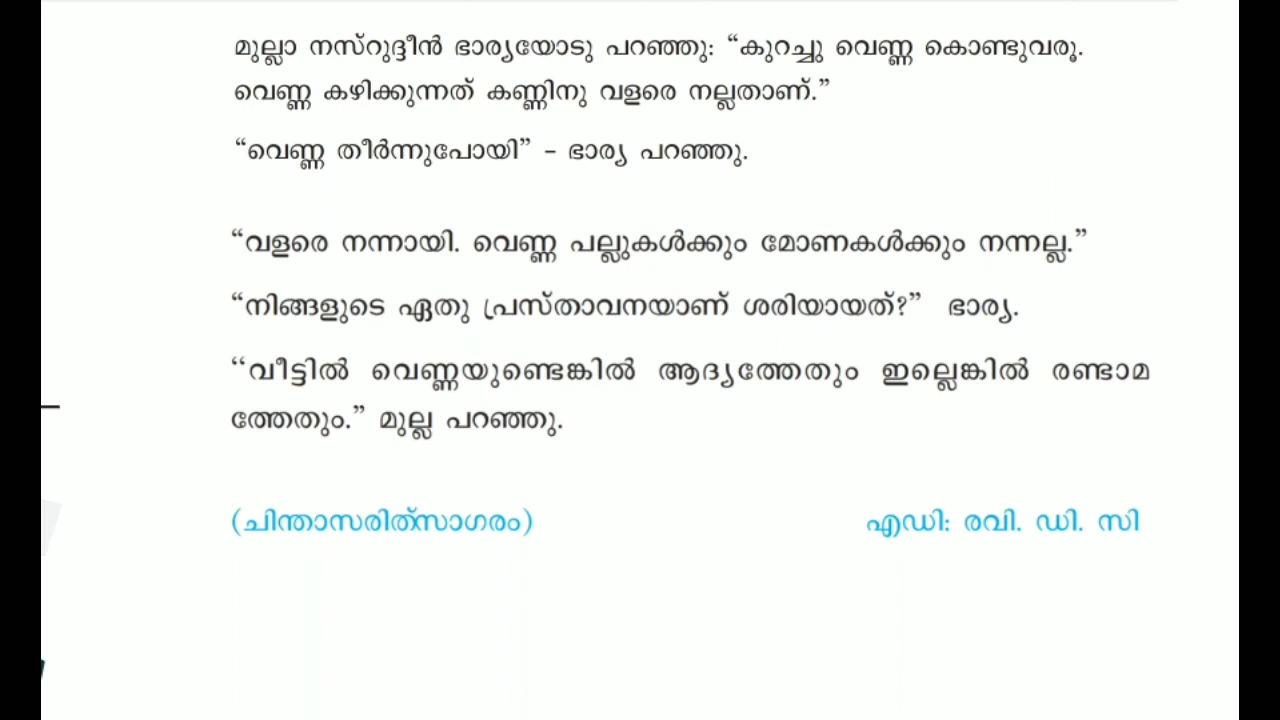 മുല്ലാ നസ്റുദ്ദീൻ ഭാര്യയോടു പറഞ്ഞു: “കുറച്ചു വെണ്ണ കൊണ്ടുവരൂ.
വെണ്ണ കഴിക്കുന്നത് കണ്ണിനു വളരെ നല്ലതാണ്.”
“വെണ്ണ തീർന്നുപോയി” – ഭാര്യ പറഞ്ഞു.
“വളരെ നന്നായി. വെണ്ണ പല്ലുകൾക്കും മോണകൾക്കും നന്നല്ല.”
“നിങ്ങളുടെ ഏതു പ്രസ്താവനയാണ് ശരിയായത്?” ഭാര്യ.
“വീട്ടിൽ വെണ്ണയുണ്ടെങ്കിൽ ആദ്യത്തേതും ഇല്ലെങ്കിൽ രണ്ടാമ
ത്തേതും.” മുല്ല പറഞ്ഞു.
(ചിന്താസരിത്സാഗരം) എഡി: രവി. ഡി. സി